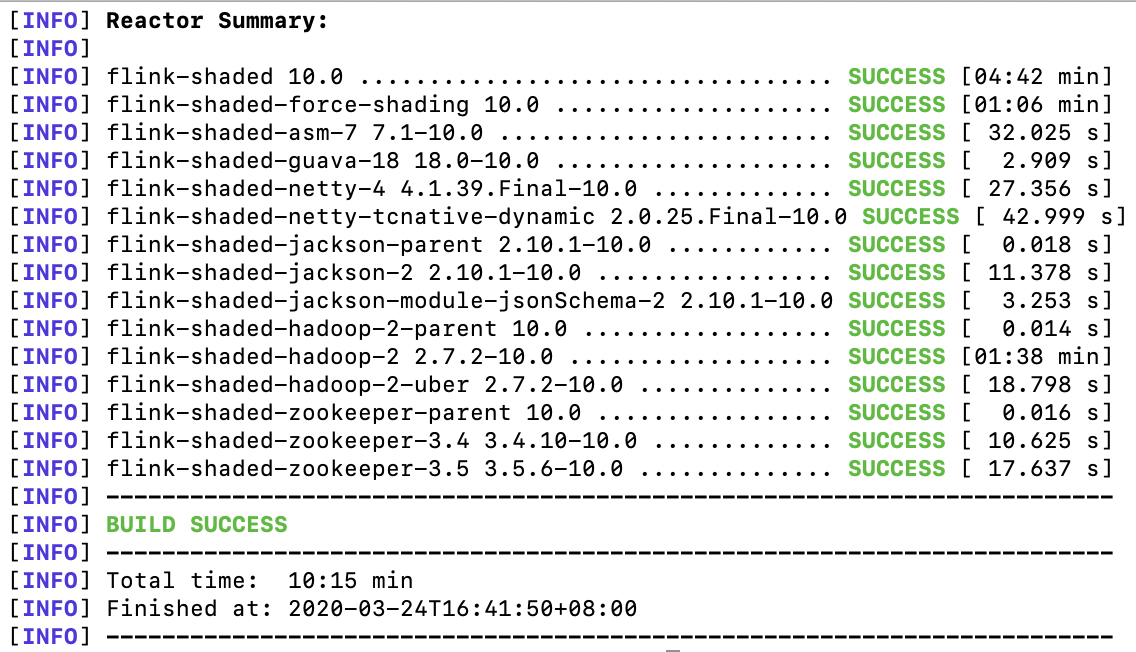 [INFO] Reactor Summary:
[INFO]
[INFO] flink-shaded 10.0 .................................. SUCCESS [04:42 min]
[INFO] flink-shaded-force-shading 10.0 .................... SUCCESS [01:06 min]
[INFO] flink-shaded-asm-7 7.1-10.0 ........................ SUCCESS [ 32.025 s]
[INFO] flink-shaded-guava-18 18.0-10.0 .................... SUCCESS [  2.909 s]
[INFO] flink-shaded-netty-4 4.1.39.Final-10.0 ............. SUCCESS [ 27.356 s]
[INFO] flink-shaded-netty-tcnative-dynamic 2.0.25.Final-10.0 SUCCESS [ 42.999 s]
[INFO] flink-shaded-jackson-parent 2.10.1-10.0 ............ SUCCESS [  0.018 s]
[INFO] flink-shaded-jackson-2 2.10.1-10.0 ................. SUCCESS [ 11.378 s]
[INFO] flink-shaded-jackson-module-jsonSchema-2 2.10.1-10.0 SUCCESS [  3.253 s]
[INFO] flink-shaded-hadoop-2-parent 10.0 .................. SUCCESS [  0.014 s]
[INFO] flink-shaded-hadoop-2 2.7.2-10.0 ................... SUCCESS [01:38 min]
[INFO] flink-shaded-hadoop-2-uber 2.7.2-10.0 .............. SUCCESS [ 18.798 s]
[INFO] flink-shaded-zookeeper-parent 10.0 ................. SUCCESS [  0.016 s]
[INFO] flink-shaded-zookeeper-3.4 3.4.10-10.0 ............. SUCCESS [ 10.625 s]
[INFO] flink-shaded-zookeeper-3.5 3.5.6-10.0 .............. SUCCESS [ 17.637 s]
[INFO] ------------------------------------------------------------------------
[INFO] BUILD SUCCESS
[INFO] ------------------------------------------------------------------------
[INFO] Total time:  10:15 min
[INFO] Finished at: 2020-03-24T16:41:50+08:00
[INFO] ------------------------------------------------------------------------